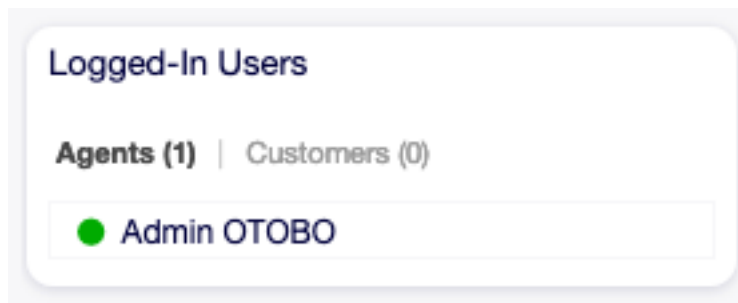 Logged-In Users
Agents (1) | Customers (0)
Admin OTOBO